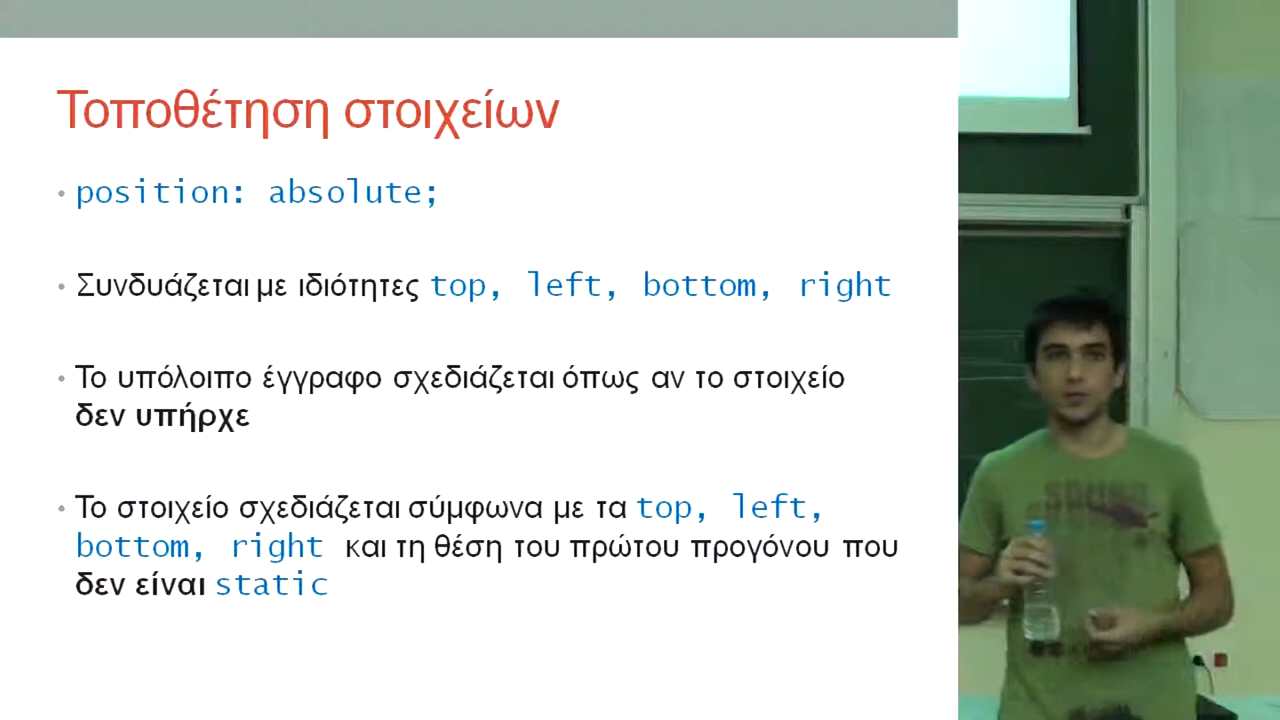 Τοποθέτηση στοιχείων
• position: absolute;
• Συνδυάζεται με ιδιότητες top, left, bottom, right
• Το υπόλοιπο έγγραφο σχεδιάζεται όπως αν το στοιχείο
δεν υπήρχε
• Το στοιχείο σχεδιάζεται σύμφωνα με τα top, left,
bottom, right και τη θέση του πρώτου προγόνου που
δεν είναι static